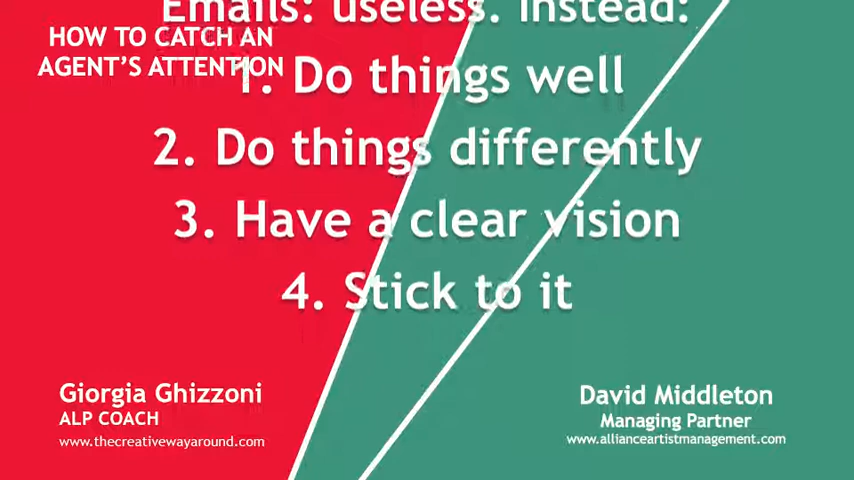 Emails: useless. Instead:
HOW TO CATCH AN
AGENT'S ATTENTION
1. Do things well
2. Do things differently
3. Have a clear vision
4. Stick to it
Giorgia Ghizzoni
ALP COACH
www.thecreativewayaround.com
David Middleton
Managing Partner
www.allianceartistmanagement.com